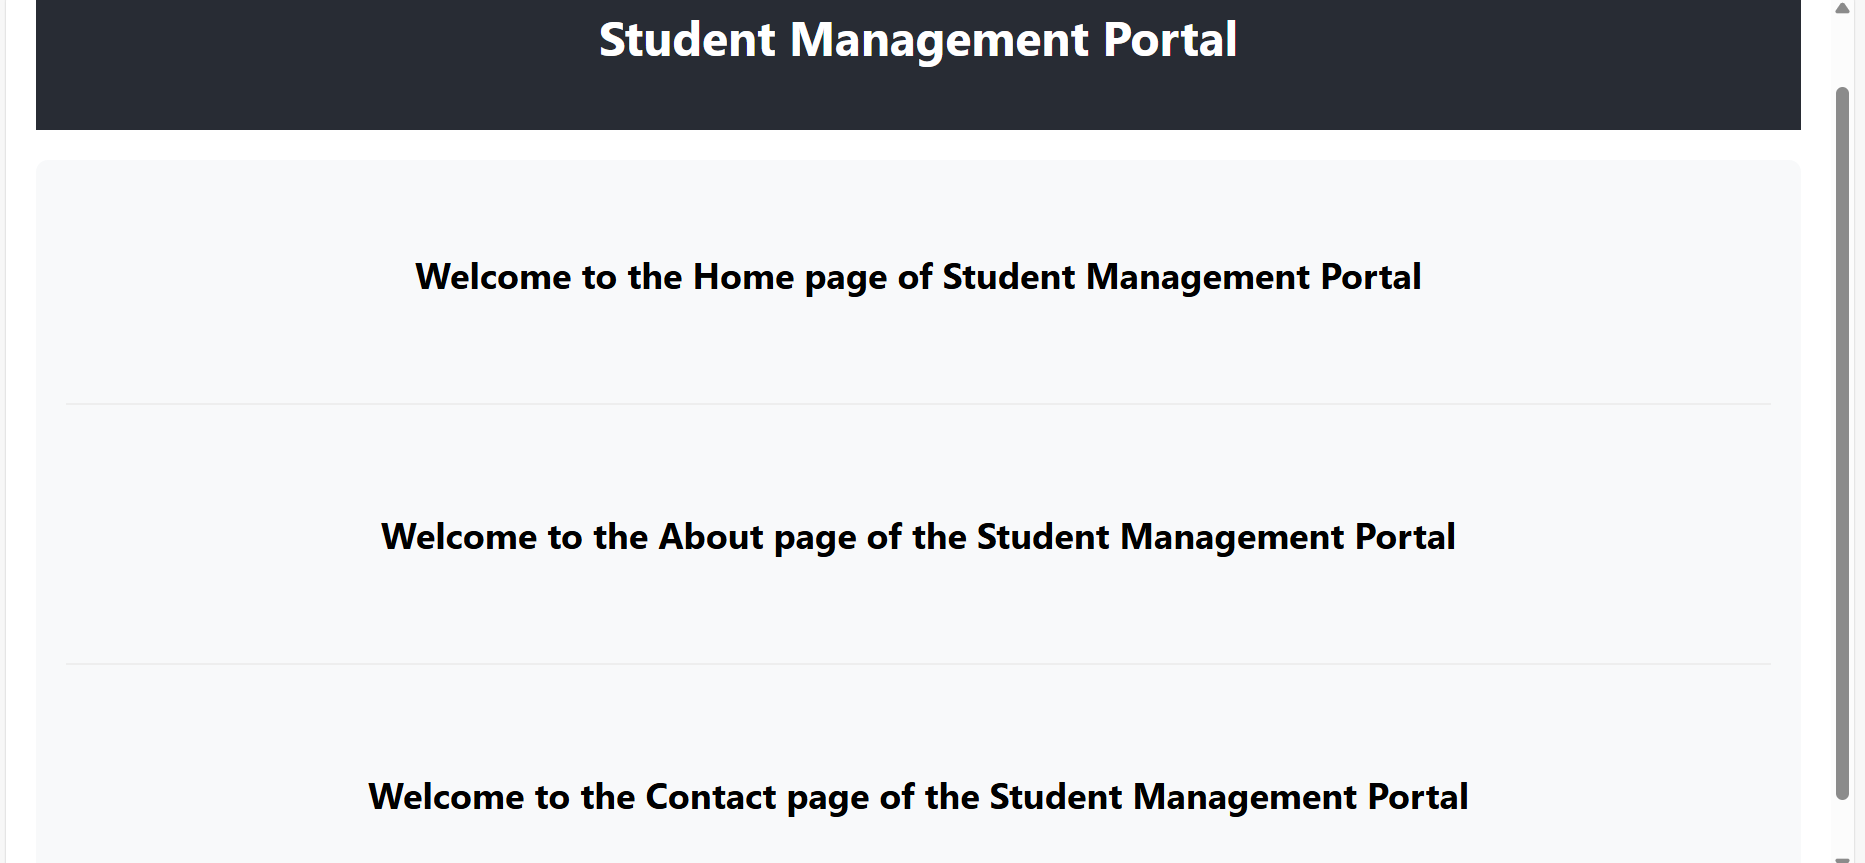 Student Management Portal
Welcome to the Home page of Student Management Portal
Welcome to the About page of the Student Management Portal
Welcome to the Contact page of the Student Management Portal